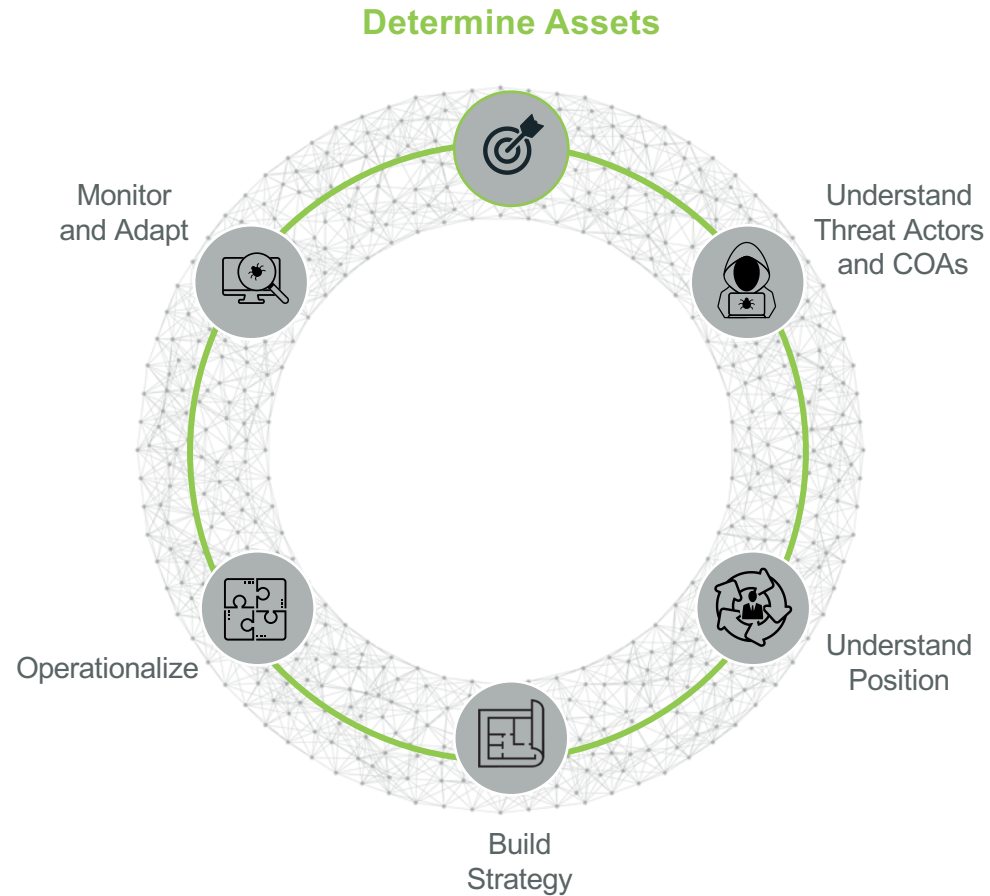 Determine Assets
Understand
Threat Actors
and COAs
Understand
Position
Build
Strategy
Operationalize
Monitor
and Adapt